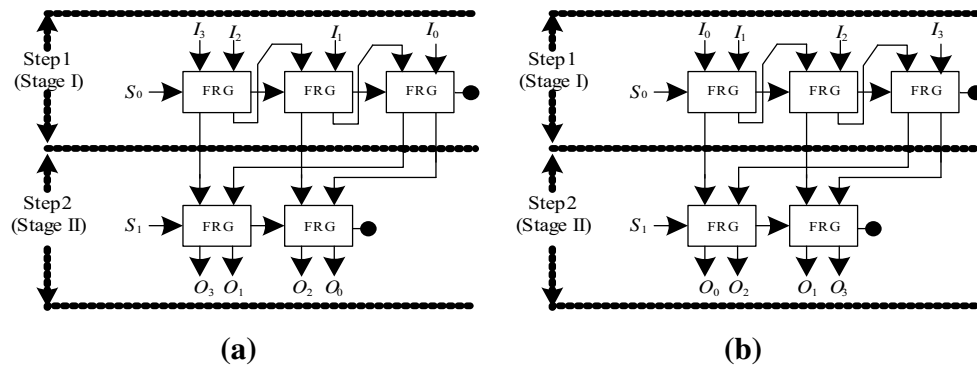 I3 I2 I1 I0
Step1
(Stage I)
S0 FRG FRG FRG
Step2
(Stage II)
S1 FRG FRG
O3 O1 O2 O0
(a)
I0 I1 I2 I3
Step1
(Stage I)
S0 FRG FRG FRG
Step2
(Stage II)
S1 FRG FRG
O0 O2 O1 O3
(b)